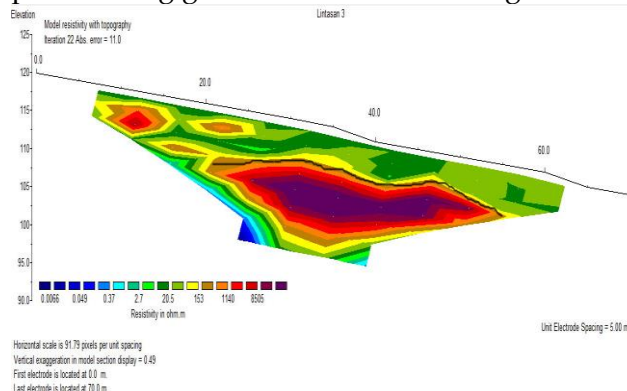 Elevation
Lintasan 3
Model resistivity with topography
Iteration 22 Abs. error = 11.0
125
120
115
110
105
100
95.0
90.0
0.0
20.0
40.0
60.0
0.0066 0.049 0.37 2.7 20.5 153 1140 8505
Resistivity in ohm.m
Unit Electrode Spacing = 5.00 m
Horizontal scale is 91.79 pixels per unit spacing
Vertical exaggeration in model section display = 0.49
First electrode is located at 0.0 m.
Last electrode is located at 70.0 m.